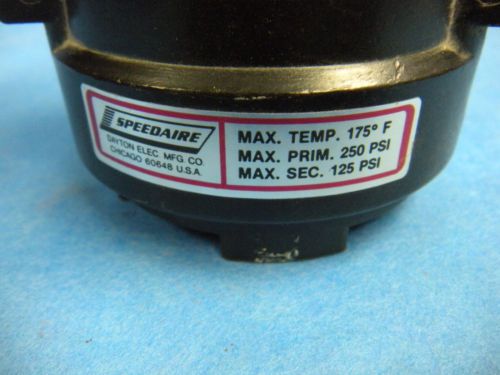 SPEEDAIRE
DAYTON ELEC. MFG. CO.
CHICAGO 60648 U.S.A.
MAX. TEMP. 175° F
MAX. PRIM. 250 PSI
MAX. SEC. 125 PSI